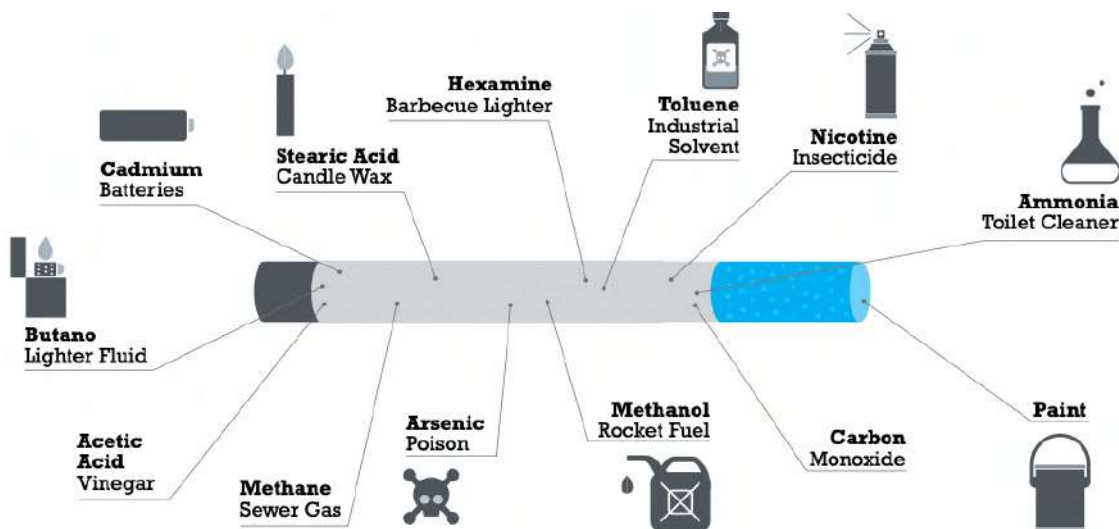 Hexamine
Barbecue Lighter
Toluene
Industrial
Solvent
Nicotine
Insecticide
Stearic Acid
Candle Wax
Cadmium
Batteries
Ammonia
Toilet Cleaner
Butano
Lighter Fluid
Acetic
Acid
Vinegar
Methane
Sewer Gas
Arsenic
Poison
Methanol
Rocket Fuel
Carbon
Monoxide
Paint